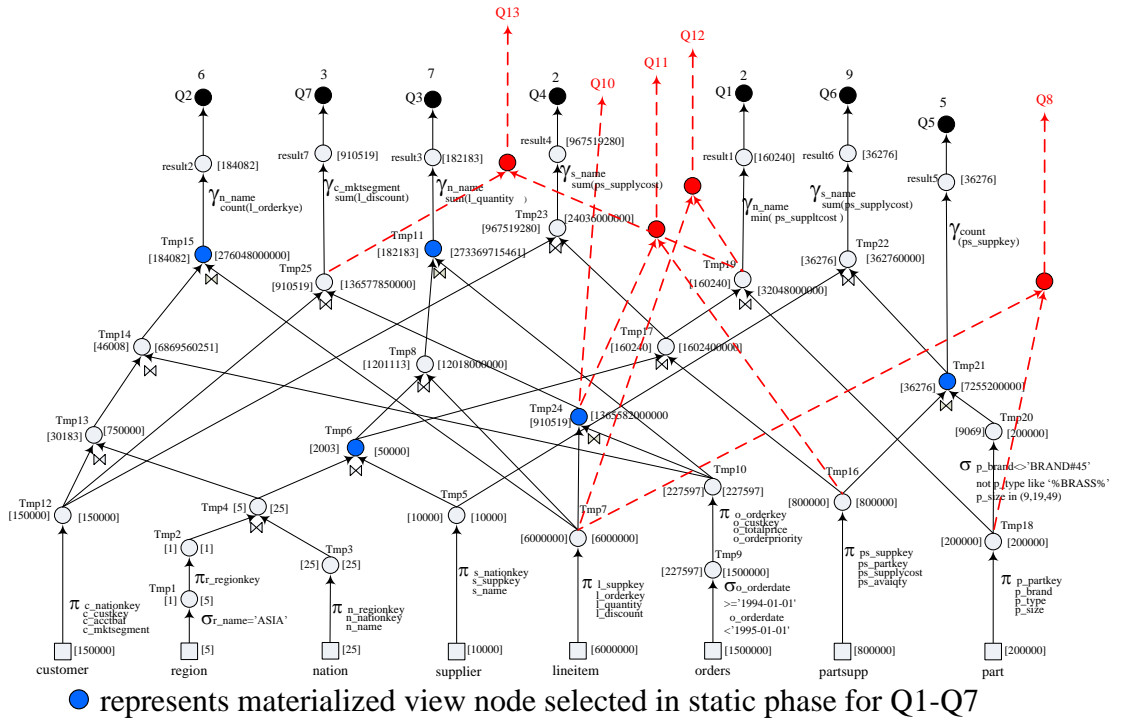 Q13
Q12
Q11
Q10
Q8
6
3
7
2
2
9
5
Q2
Q7
Q3
Q4
Q1
Q6
Q5
result2
[184082]
result7
[910519]
result3
[182183]
result4
[967519280]
result1
[160240]
result6
[36276]
result5
[36276]
γn_name
count(l_orderkye)
γc_mktsegment
sum(l_discount)
γn_name
sum(l_quantity )
γs_name
sum(ps_supplycost)
γn_name
min( ps_suppltcost)
γs_name
sum(ps_supplycost)
γcount
(ps_suppkey)
Tmp15
[184082]
[276048000000]
Tmp25
[910519]
[136577850000]
Tmp11
[182183]
[273369715461]
Tmp23
[967519280]
[24036000000]
Tmp19
[160240]
[32048000000]
Tmp22
[36276]
[362760000]
Tmp14
[46008]
[6869560251]
Tmp8
[1201113]
[12018000000]
Tmp17
[160240]
[1602400000]
Tmp21
[36276]
[7255200000]
Tmp13
[30183]
[750000]
Tmp6
[2003]
[50000]
Tmp24
[910519]
[1365582000000
Tmp20
[9069]
[200000]
σ p_brand<>'BRAND#45'
not p_type like ‘%BRASS%’
p_size in (9,19,49)
Tmp12
[150000]
[150000]
Tmp4
[5]
[25]
Tmp5
[10000]
[10000]
Tmp7
[6000000]
[6000000]
Tmp10
[227597]
[227597]
Tmp16
[800000]
[800000]
Tmp18
[200000]
[200000]
Tmp2
[1]
[1]
Tmp3
[25]
[25]
πr_regionkey
Tmp1
[1]
[5]
σr_name='ASIA'
π o_orderkey
o_custkey
o_totalprice
o_orderpriority
Tmp9
[227597]
[1500000]
σo_orderdate
>='1994-01-01'
o_orderdate
<'1995-01-01'
π c_nationkey
c_custkey
c_acctbal
c_mktsegment
π n_regionkey
n_nationkey
n_name
π s_nationkey
s_suppkey
s_name
π l_suppkey
l_orderkey
l_quantity
l_discount
π ps_suppkey
ps_partkey
ps_supplycost
ps_avaiqty
π p_partkey
p_brand
p_type
p_size
[150000]
[5]
[25]
[10000]
[6000000]
[1500000]
[800000]
[200000]
customer
region
nation
supplier
lineitem
orders
partsupp
part
represents materialized view node selected in static phase for Q1-Q7